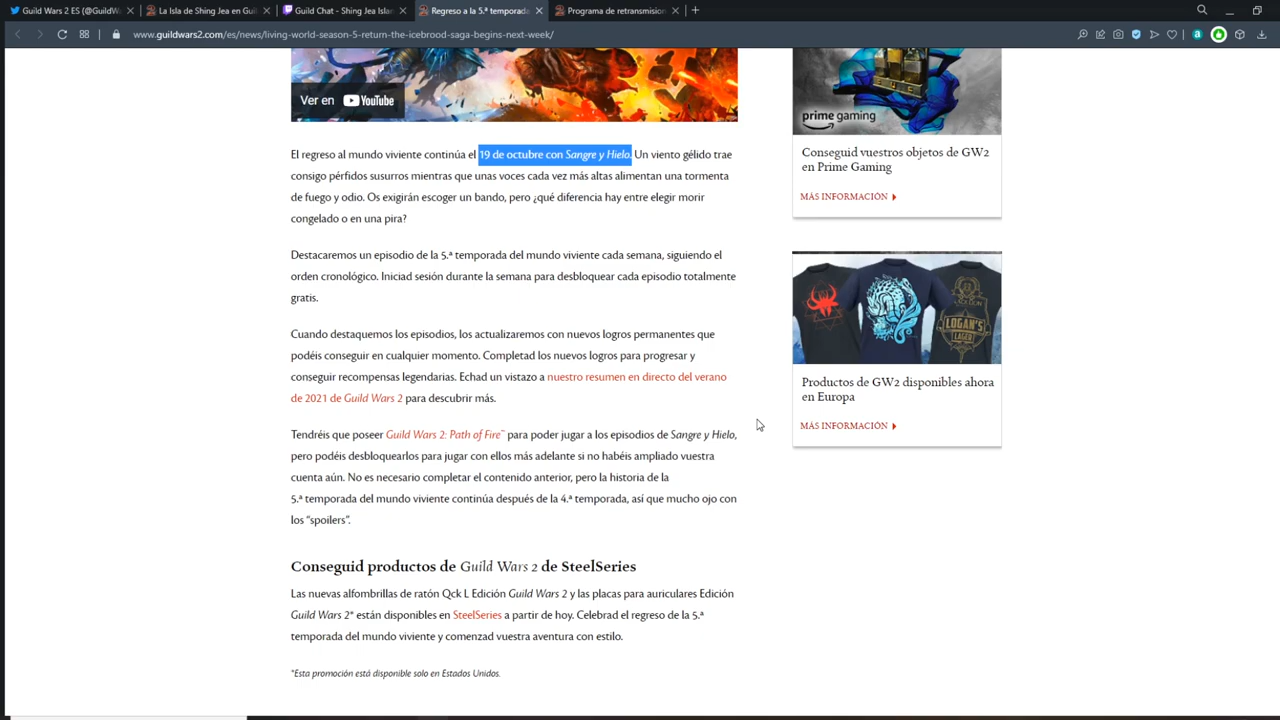 Guild Wars 2 ES (@GuildWa
La Isla de Shing Jea en Guil
Guild Chat - Shing Jea Islan
Regreso a la 5.ª temporada
Programa de retransmisión
www.guildwars2.com/es/news/living-world-season-5-return-the-icebrood-saga-begins-next-week/
Ver en YouTube
El regreso al mundo viviente continúa el 19 de octubre con Sangre y Hielo. Un viento gélido trae
consigo pérfidos susurros mientras que unas voces cada vez más altas alimentan una tormenta
de fuego y odio. Os exigirán escoger un bando, pero ¿qué diferencia hay entre elegir morir
congelado o en una pira?
Destacaremos un episodio de la 5.ª temporada del mundo viviente cada semana, siguiendo el
orden cronológico. Iniciad sesión durante la semana para desbloquear cada episodio totalmente
gratis.
Cuando destaquemos los episodios, los actualizaremos con nuevos logros permanentes que
podéis conseguir en cualquier momento. Completad los nuevos logros para progresar y
conseguir recompensas legendarias. Echad un vistazo a nuestro resumen en directo del verano
de 2021 de Guild Wars 2 para descubrir más.
Tendréis que poseer Guild Wars 2: Path of Fire™ para poder jugar a los episodios de Sangre y Hielo,
pero podéis desbloquearlos para jugar con ellos más adelante si no habéis ampliado vuestra
cuenta aún. No es necesario completar el contenido anterior, pero la historia de la
5.ª temporada del mundo viviente continúa después de la 4.ª temporada, así que mucho ojo con
los “spoilers”.
Conseguid productos de Guild Wars 2 de SteelSeries
Las nuevas alfombrillas de ratón Qck L Edición Guild Wars 2 y las placas para auriculares Edición
Guild Wars 2* están disponibles en SteelSeries a partir de hoy. Celebrad el regreso de la 5.ª
temporada del mundo viviente y comenzad vuestra aventura con estilo.
*Esta promoción está disponible solo en Estados Unidos.
prime gaming
Conseguid vuestros objetos de GW2
en Prime Gaming
MÁS INFORMACIÓN
LOGAN'S
LAGER
Productos de GW2 disponibles ahora
en Europa
MÁS INFORMACIÓN